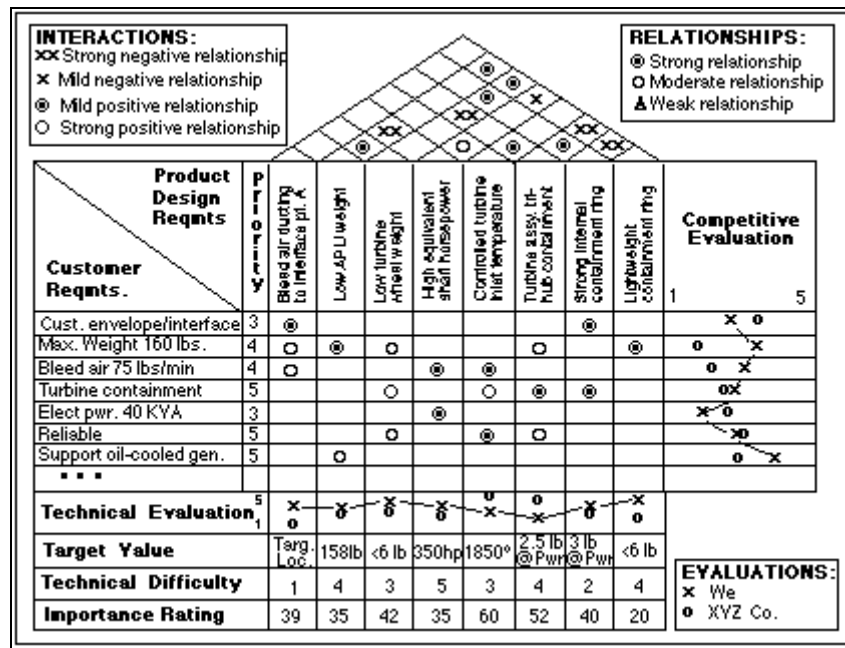 INTERACTIONS:
XX Strong negative relationship
x Mild negative relationship
Mild positive relationship
Strong positive relationship
RELATIONSHIPS:
Strong relationship
Moderate relationship
Weak relationship
Product
Design
Reqmts
Customer
Reqmts.
Priority
Bleed air ducting
to interface pt. A
Low APU weight
Low turbine
wheel weight
High equivalent
shaft horsepower
Controlled turbine
inlet temperature
Turbine assy. tri-
hub containment
Strong internal
containment ring
Lightweight
containment ring
Competitive
Evaluation
1 5
Cust. envelope/interface 3
Max. Weight 160 lbs. 4
Bleed air 75 lbs/min 4
Turbine containment 5
Elect pwr. 40 KVA 3
Reliable 5
Support oil-cooled gen. 5
Technical Evaluation 5 1
Target Value Targ. Loc. 158lb <6 lb 350hp 1850° 2.5 lb @Pwr 3 lb @Pwr <6 lb
Technical Difficulty 1 4 3 5 3 4 2 4
Importance Rating 39 35 42 35 60 52 40 20
EVALUATIONS:
x We
o XYZ Co.